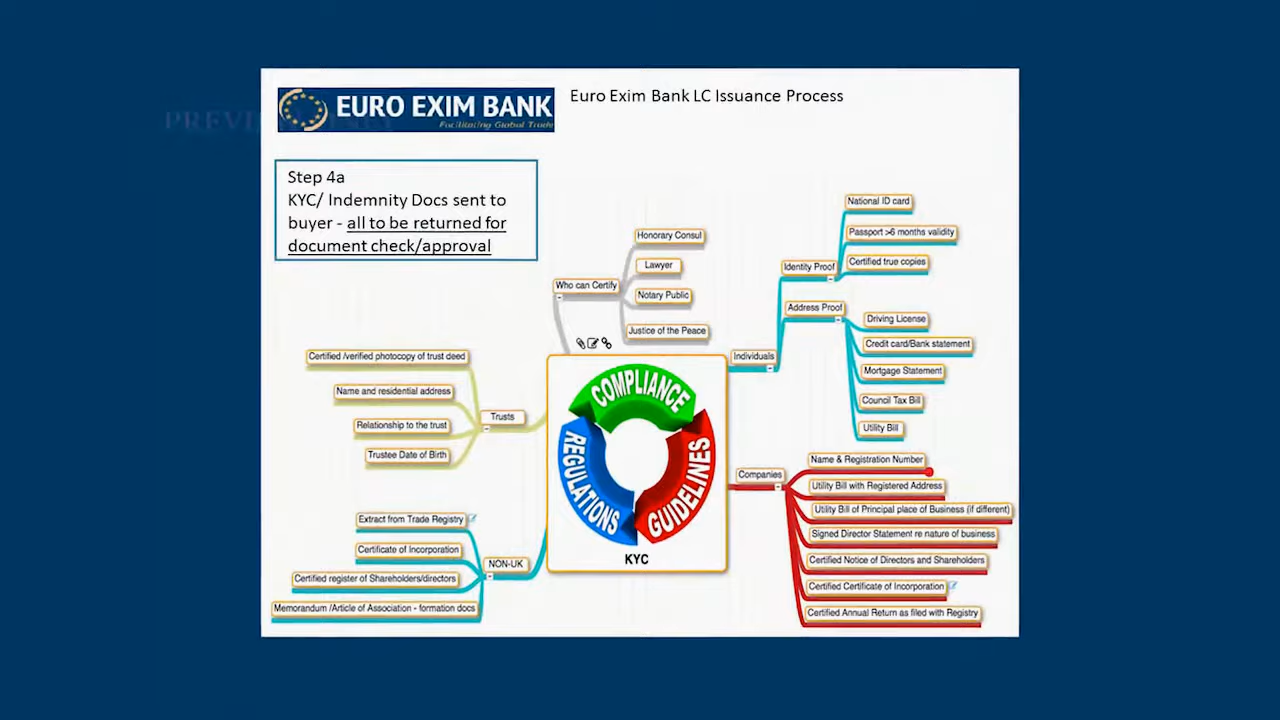 EURO EXIM BANK
Facilitating Global Trade
Euro Exim Bank LC Issuance Process
Step 4a
KYC/ Indemnity Docs sent to
buyer - all to be returned for
document check/approval
Who can Certify
Honorary Consul
Lawyer
Notary Public
Justice of the Peace
Individuals
Identity Proof
National ID card
Passport >6 months validity
Certified true copies
Address Proof
Driving License
Credit card/Bank statement
Mortgage Statement
Council Tax Bill
Utility Bill
Trusts
Certified /verified photocopy of trust deed
Name and residential address
Relationship to the trust
Trustee Date of Birth
COMPLIANCE
REGULATIONS
GUIDELINES
KYC
Companies
Name & Registration Number
Utility Bill with Registered Address
Utility Bill of Principal place of Business (if different)
Signed Director Statement re nature of business
Certified Notice of Directors and Shareholders
Certified Certificate of Incorporation
Certified Annual Return as filed with Registry
NON-UK
Extract from Trade Registry
Certificate of Incorporation
Certified register of Shareholders/directors
Memorandum /Article of Association - formation docs